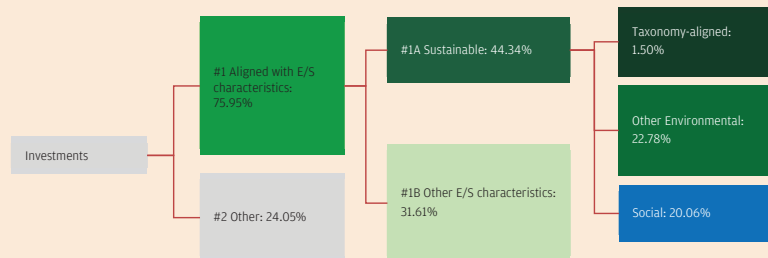 Investments
#1 Aligned with E/S
characteristics:
75.95%
#2 Other: 24.05%
#1A Sustainable: 44.34%
#1B Other E/S characteristics:
31.61%
Taxonomy-aligned:
1.50%
Other Environmental:
22.78%
Social: 20.06%